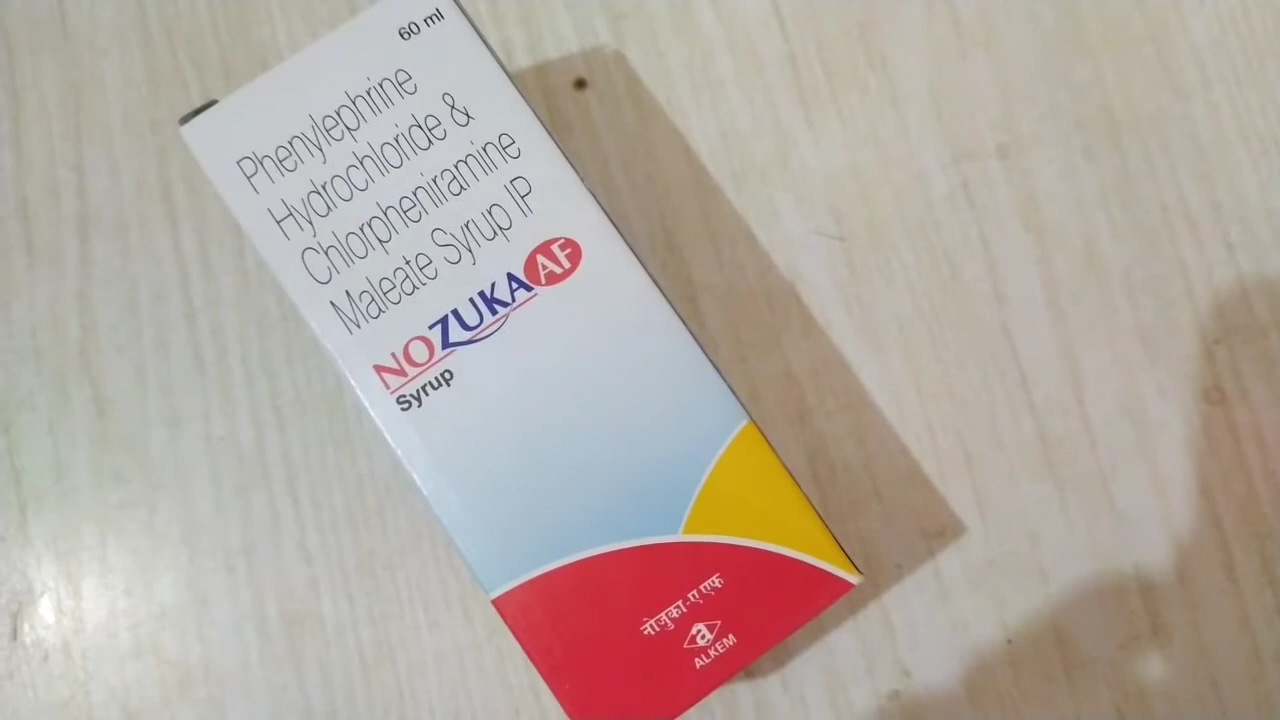 60 ml
Phenylephrine
Hydrochloride &
Chlorpheniramine
Maleate Syrup IP
NOZUKA AF
Syrup
नोजुका-ए एफ
a
ALKEM